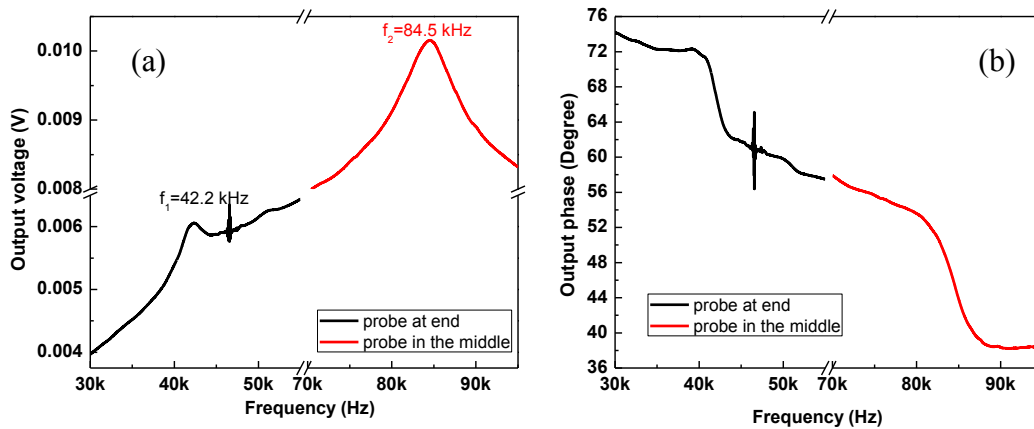 (a)
f2=84.5 kHz
f1=42.2 kHz
Output voltage (V)
0.010
0.009
0.008
0.006
0.005
0.004
probe at end
probe in the middle
30k 40k 50k 70k 80k 90k
Frequency (Hz)
(b)
Output phase (Degree)
76
72
68
64
60
56
52
48
44
40
36
probe at end
probe in the middle
30k 40k 50k 70k 80k 90k
Frequency (Hz)